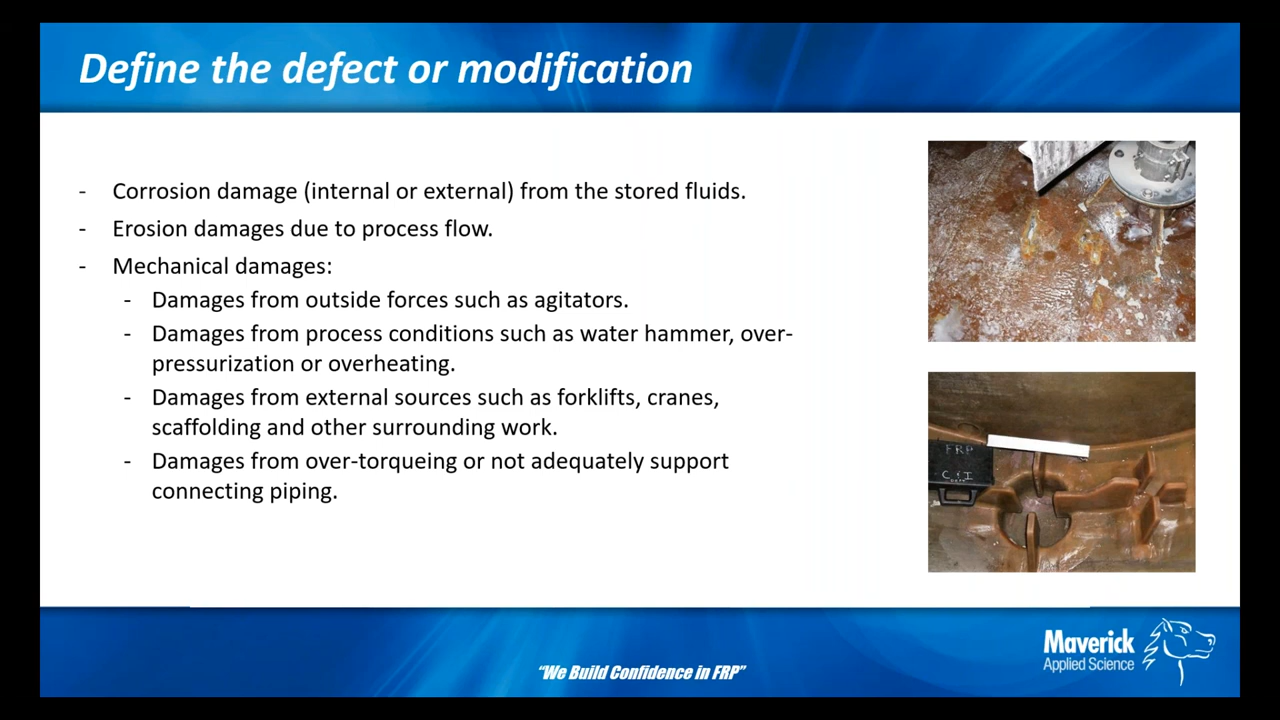 Define the defect or modification
- Corrosion damage (internal or external) from the stored fluids.
- Erosion damages due to process flow.
- Mechanical damages:
- Damages from outside forces such as agitators.
- Damages from process conditions such as water hammer, over-
pressurization or overheating.
- Damages from external sources such as forklifts, cranes,
scaffolding and other surrounding work.
- Damages from over-torqueing or not adequately support
connecting piping.
FRP
Maverick
Applied Science
“We Build Confidence in FRP”